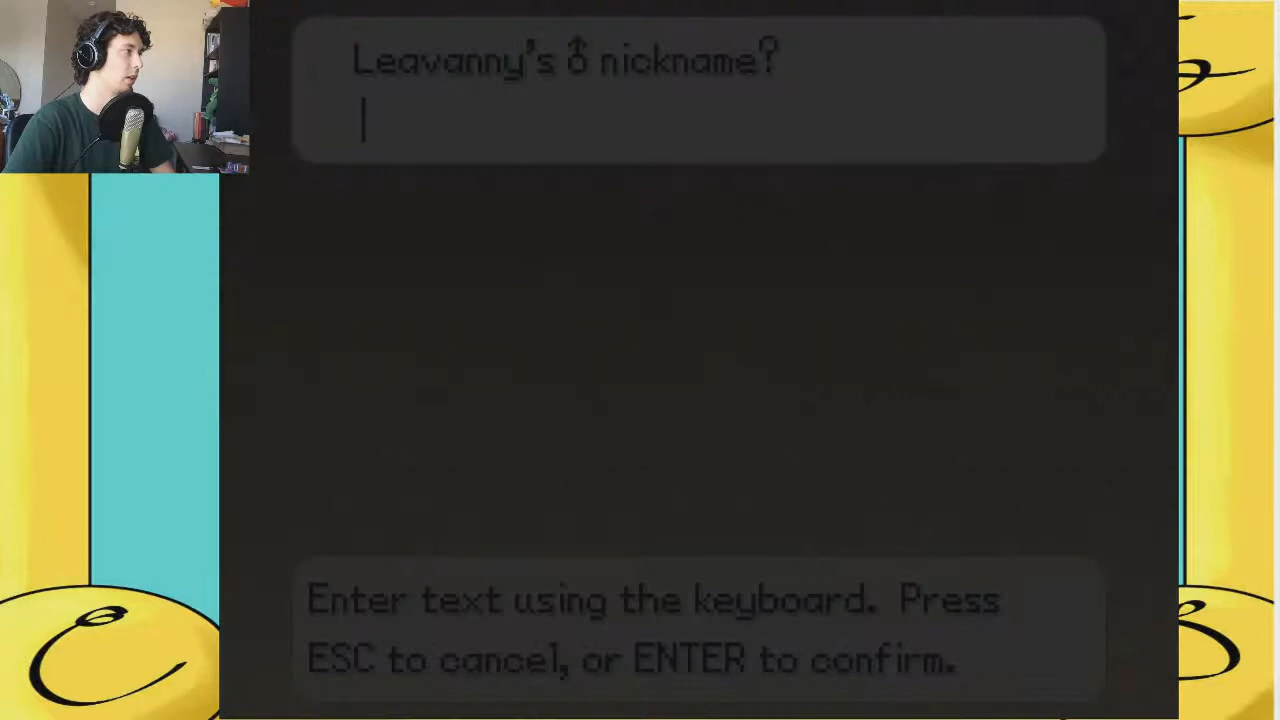 Leavanny's ♂ nickname?
Enter text using the keyboard. Press
ESC to cancel, or ENTER to confirm.